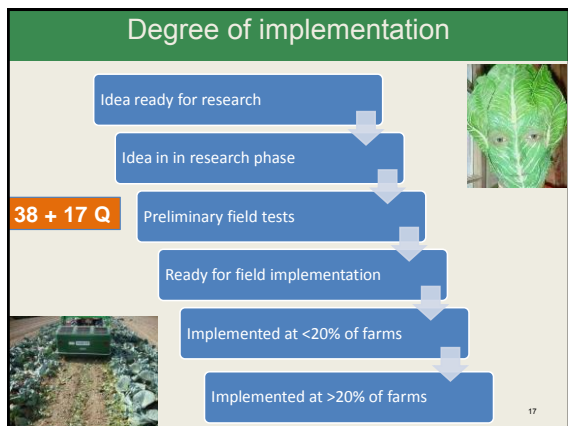 Degree of implementation
Idea ready for research
Idea in in research phase
38 + 17 Q
Preliminary field tests
Ready for field implementation
Implemented at <20% of farms
Implemented at >20% of farms
17